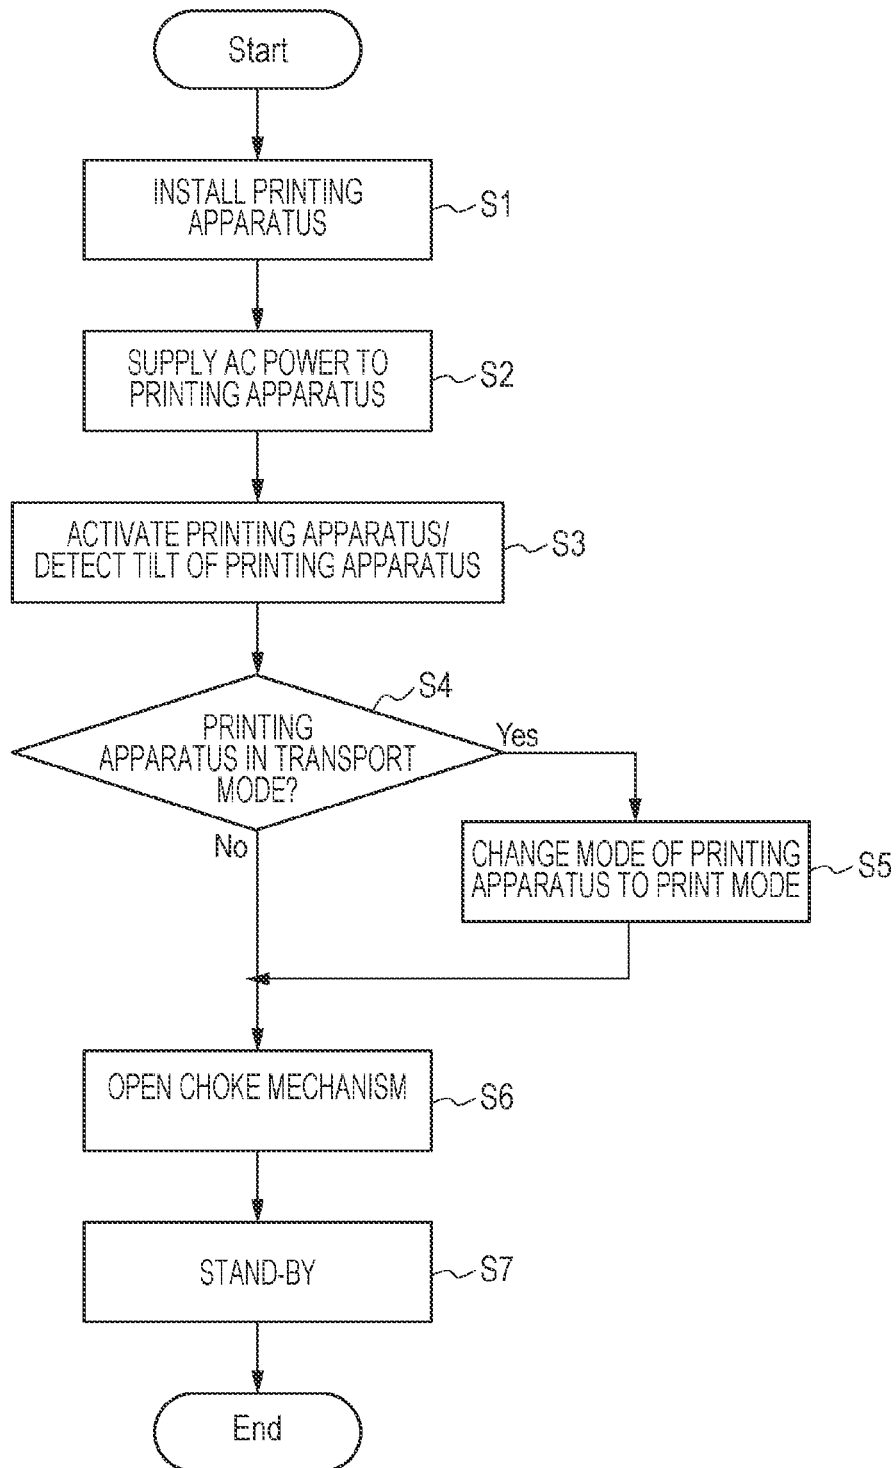 Start
INSTALL PRINTING
APPARATUS
S1
SUPPLY AC POWER TO
PRINTING APPARATUS
S2
ACTIVATE PRINTING APPARATUS/
DETECT TILT OF PRINTING APPARATUS
S3
S4
PRINTING
APPARATUS IN TRANSPORT
MODE?
Yes
No
CHANGE MODE OF PRINTING
APPARATUS TO PRINT MODE
S5
OPEN CHOKE MECHANISM
S6
STAND-BY
S7
End